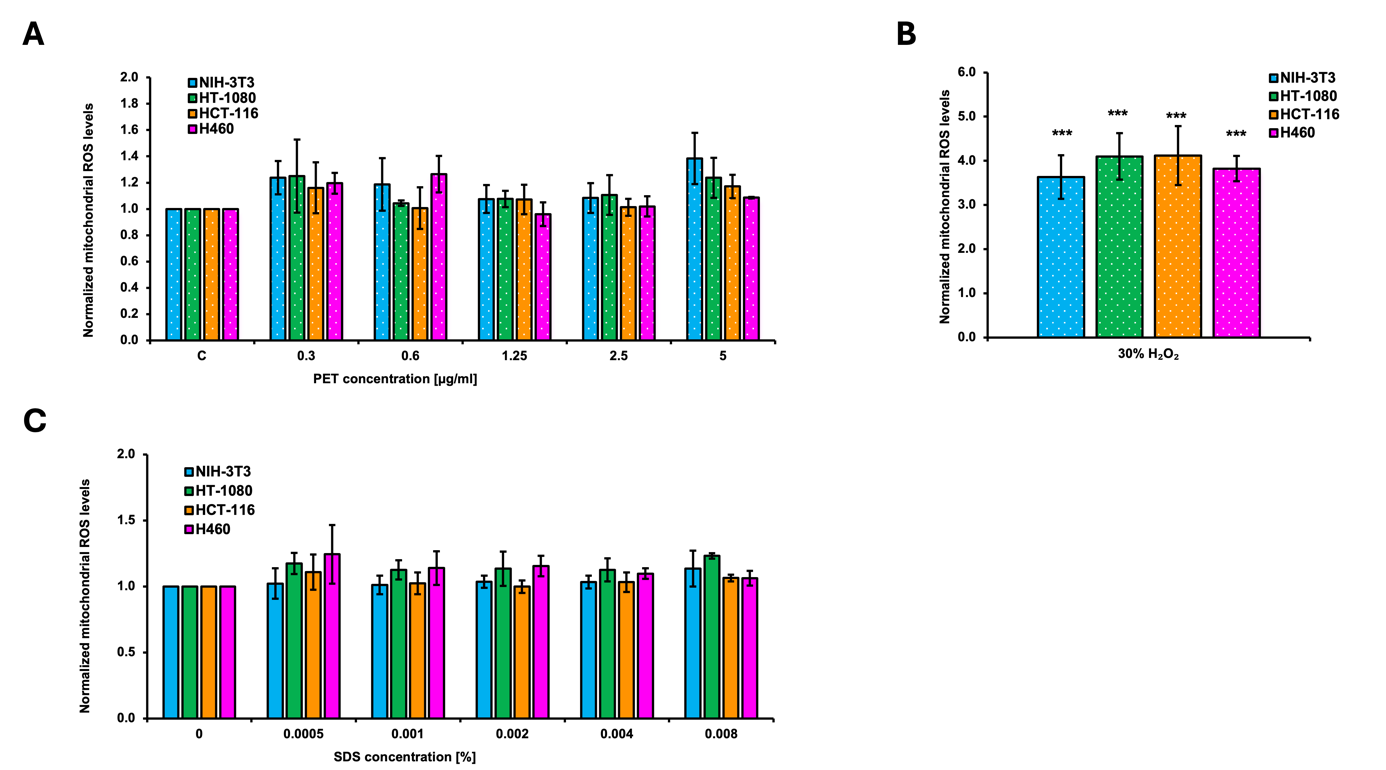 A
Normalized mitochondrial ROS levels
2.0
1.8
1.6
1.4
1.2
1.0
0.8
0.6
0.4
0.2
0.0
NIH-3T3
HT-1080
HCT-116
H460
C 0.3 0.6 1.25 2.5 5
PET concentration [µg/ml]
B
Normalized mitochondrial ROS levels
6.0
5.0
4.0
3.0
2.0
1.0
0.0
NIH-3T3
HT-1080
HCT-116
H460
*** *** *** ***
30% H₂O₂
C
Normalized mitochondrial ROS levels
2.0
1.5
1.0
0.5
0.0
NIH-3T3
HT-1080
HCT-116
H460
0 0.0005 0.001 0.002 0.004 0.008
SDS concentration [%]